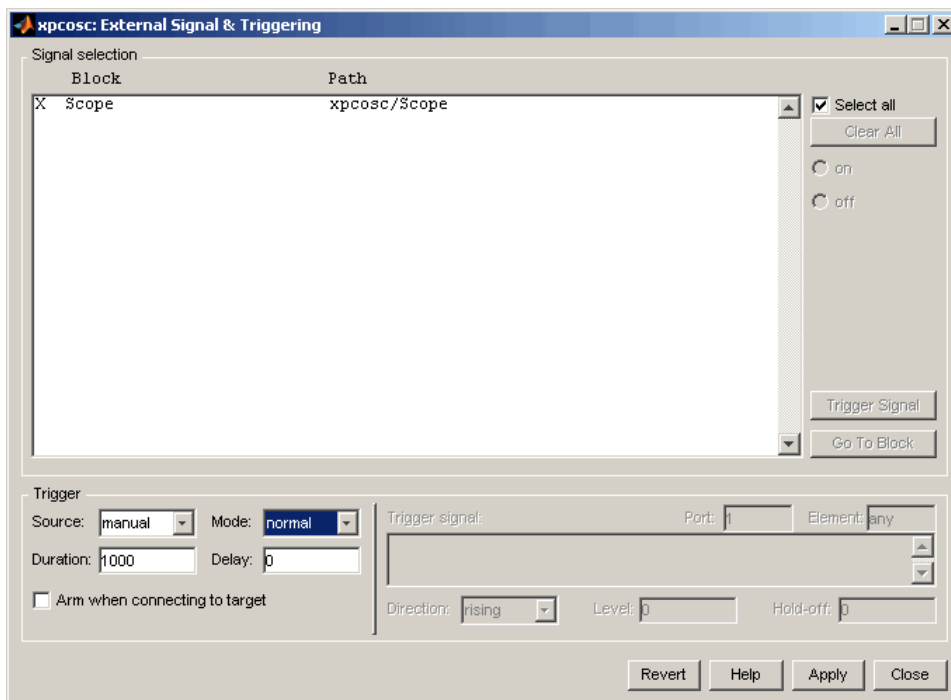 xpcosc: External Signal & Triggering
Signal selection
Block Path
X Scope xpcosc/Scope
Select all
Clear All
on
off
Trigger Signal
Go To Block
Trigger
Source: manual Mode: normal
Duration: 1000 Delay: 0
Arm when connecting to target
Trigger signal: Port: 1 Element: any
Direction: rising Level: 0 Hold-off: 0
Revert Help Apply Close